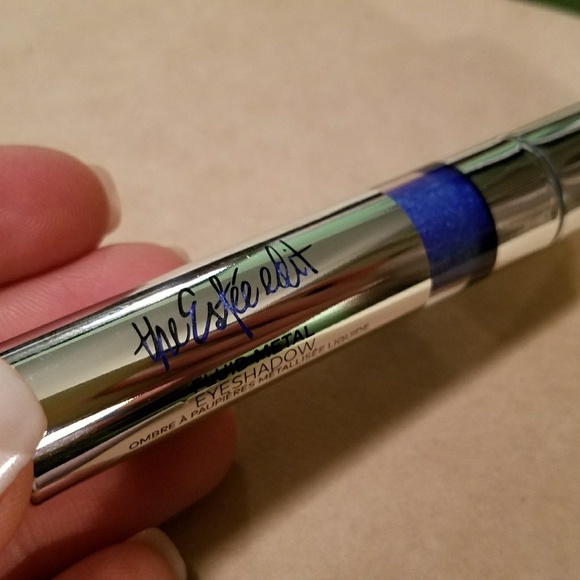 the Estée edit
FLUID METAL
EYESHADOW
OMBRE À PAUPIÈRES MÉTALLISÉE LIQUIDE